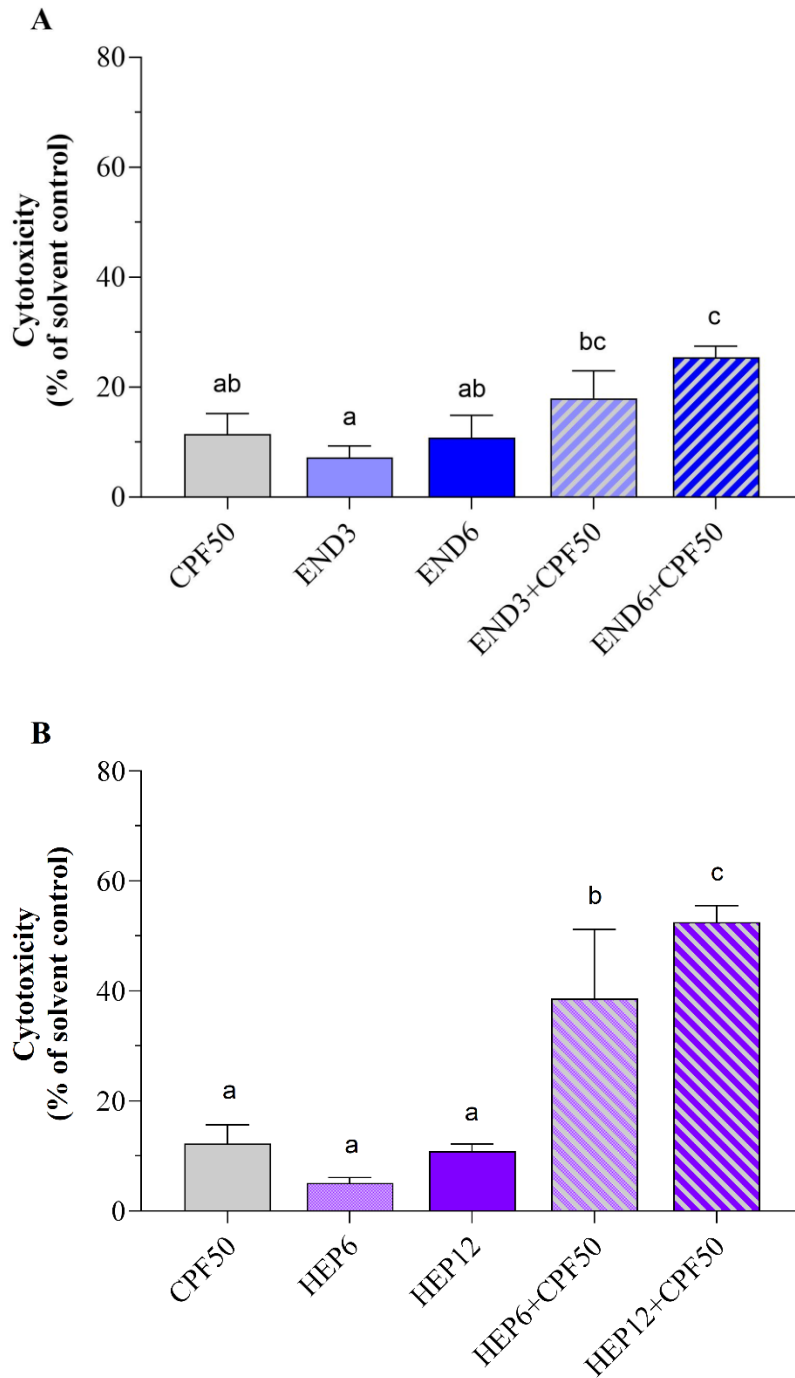 A
Cytotoxicity
(% of solvent control)
80
60
40
20
0
ab
a
ab
bc
c
CPF50
END3
END6
END3+CPF50
END6+CPF50
B
Cytotoxicity
(% of solvent control)
80
60
40
20
0
a
a
a
b
c
CPF50
HEP6
HEP12
HEP6+CPF50
HEP12+CPF50